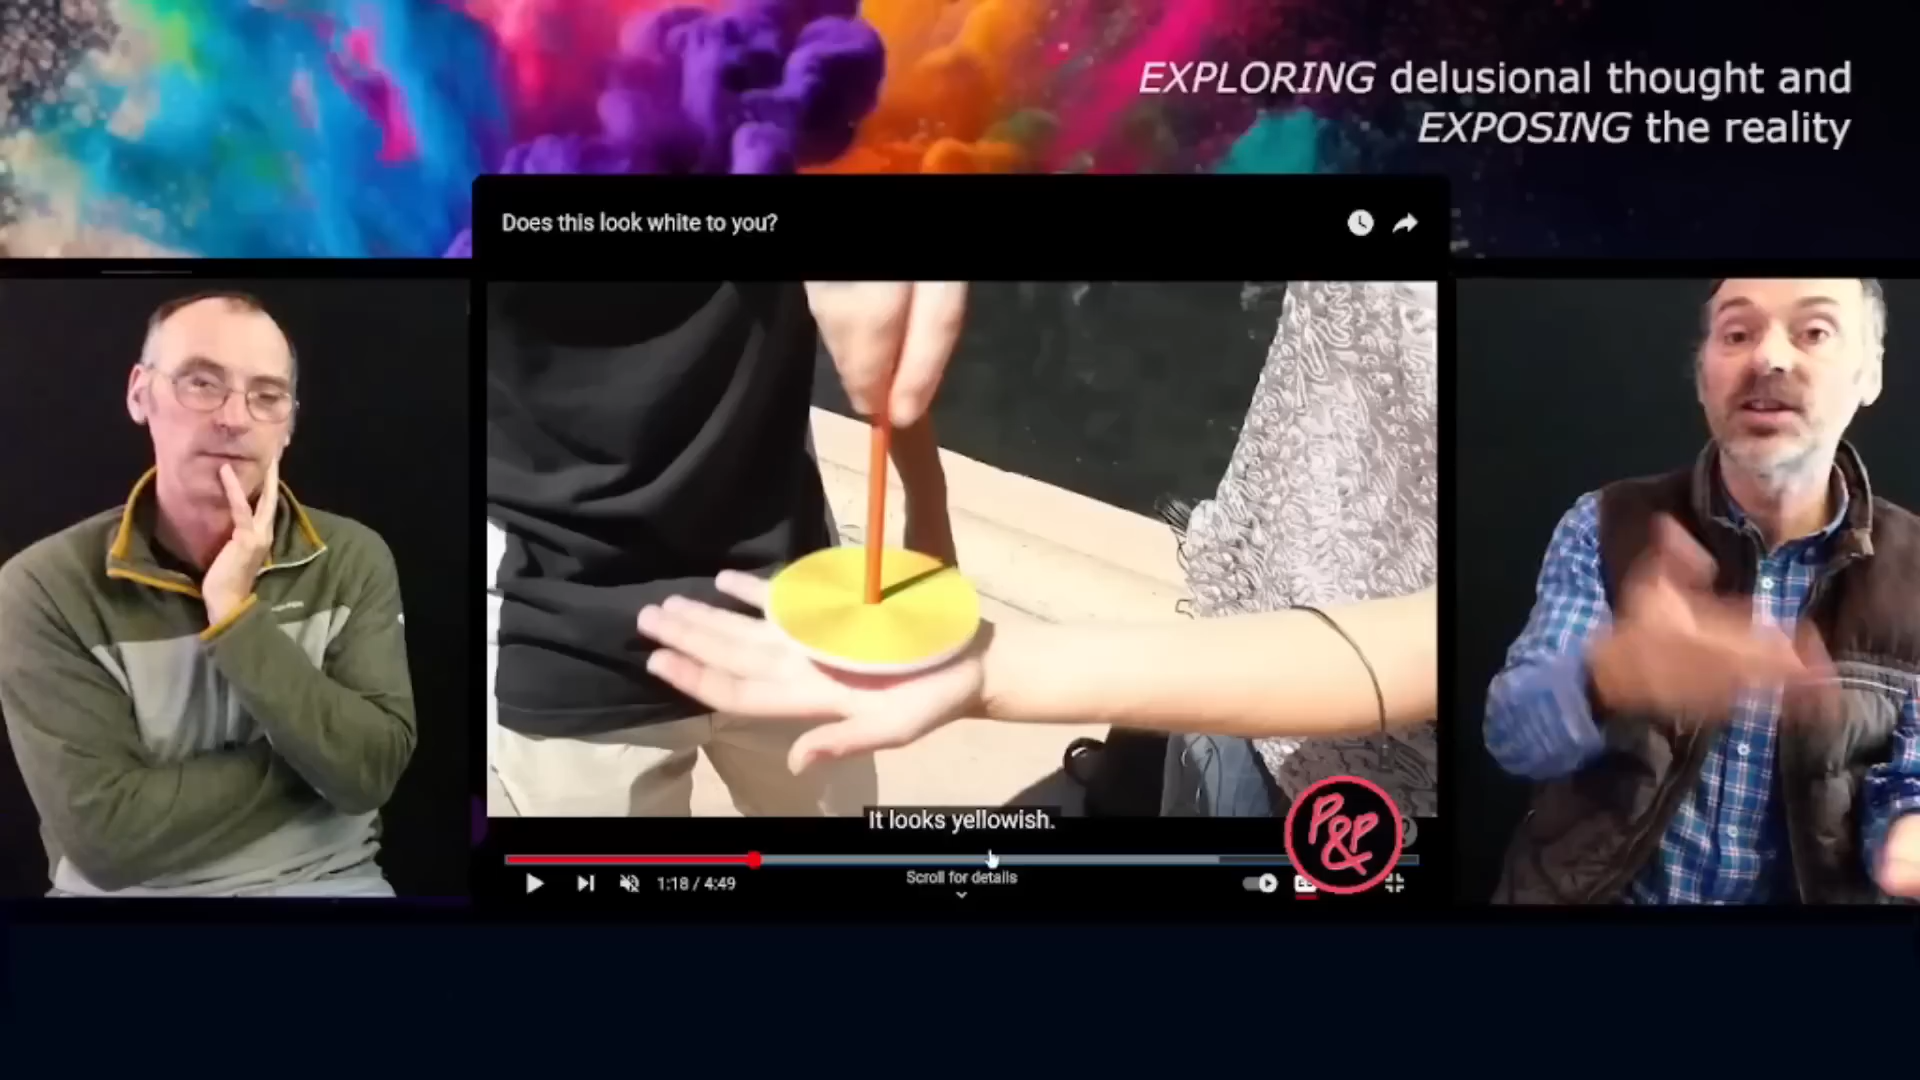 EXPLORING delusional thought and
EXPOSING the reality
Does this look white to you?
It looks yellowish.
1:18 / 4:49
Scroll for details
P&P